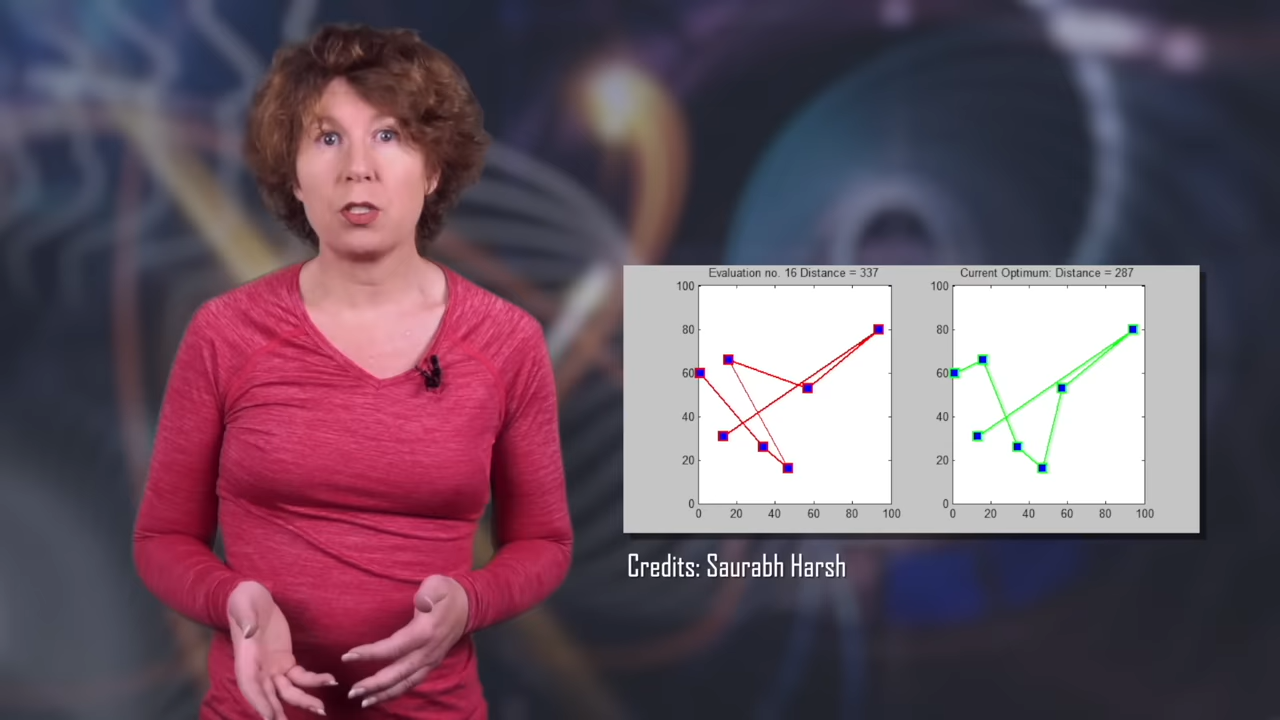 Evaluation no. 16 Distance = 337
100
80
60
40
20
0
0 20 40 60 80 100
Current Optimum: Distance = 287
100
80
60
40
20
0
0 20 40 60 80 100
Credits: Saurabh Harsh